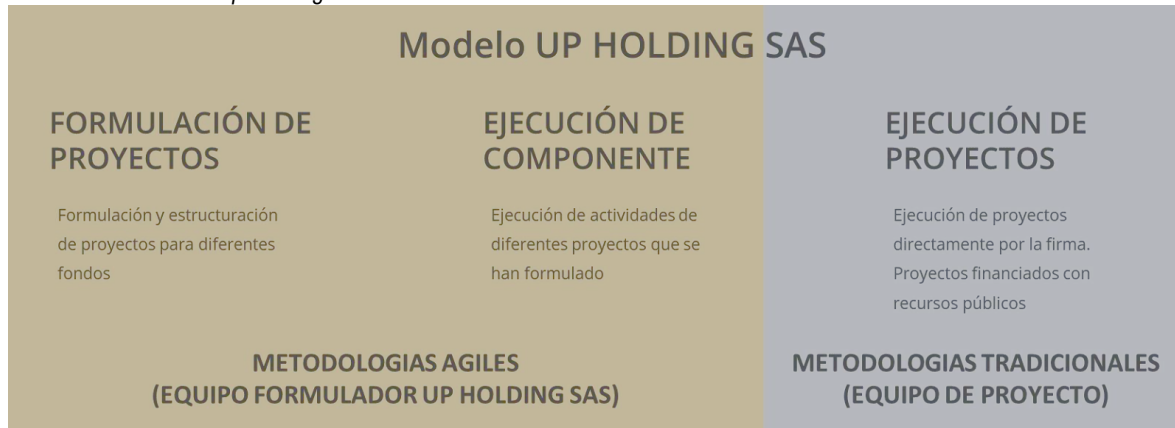 Modelo UP HOLDING SAS
FORMULACIÓN DE
PROYECTOS
Formulación y estructuración
de proyectos para diferentes
fondos
EJECUCIÓN DE
COMPONENTE
Ejecución de actividades de
diferentes proyectos que se
han formulado
EJECUCIÓN DE
PROYECTOS
Ejecución de proyectos
directamente por la firma.
Proyectos financiados con
recursos públicos
METODOLOGIAS AGILES
(EQUIPO FORMULADOR UP HOLDING SAS)
METODOLOGIAS TRADICIONALES
(EQUIPO DE PROYECTO)